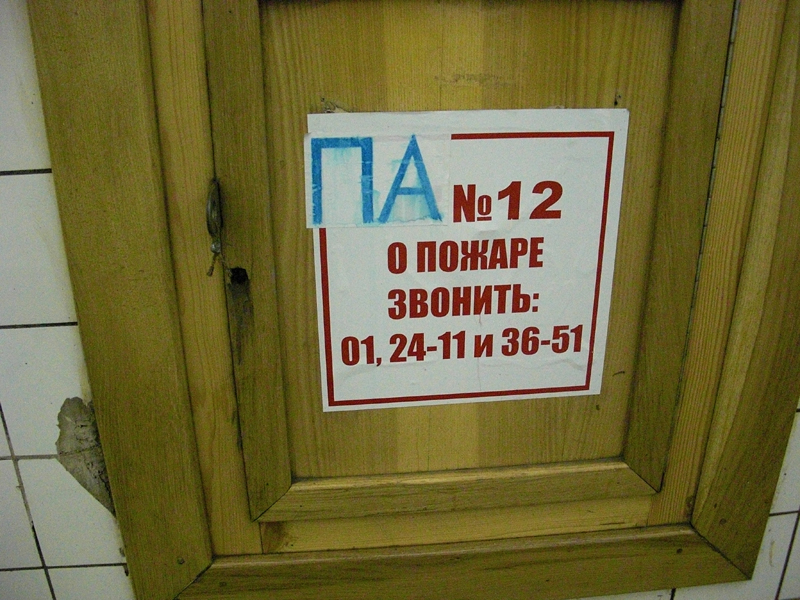 ПА №12
О ПОЖАРЕ
ЗВОНИТЬ:
01, 24-11 и 36-51